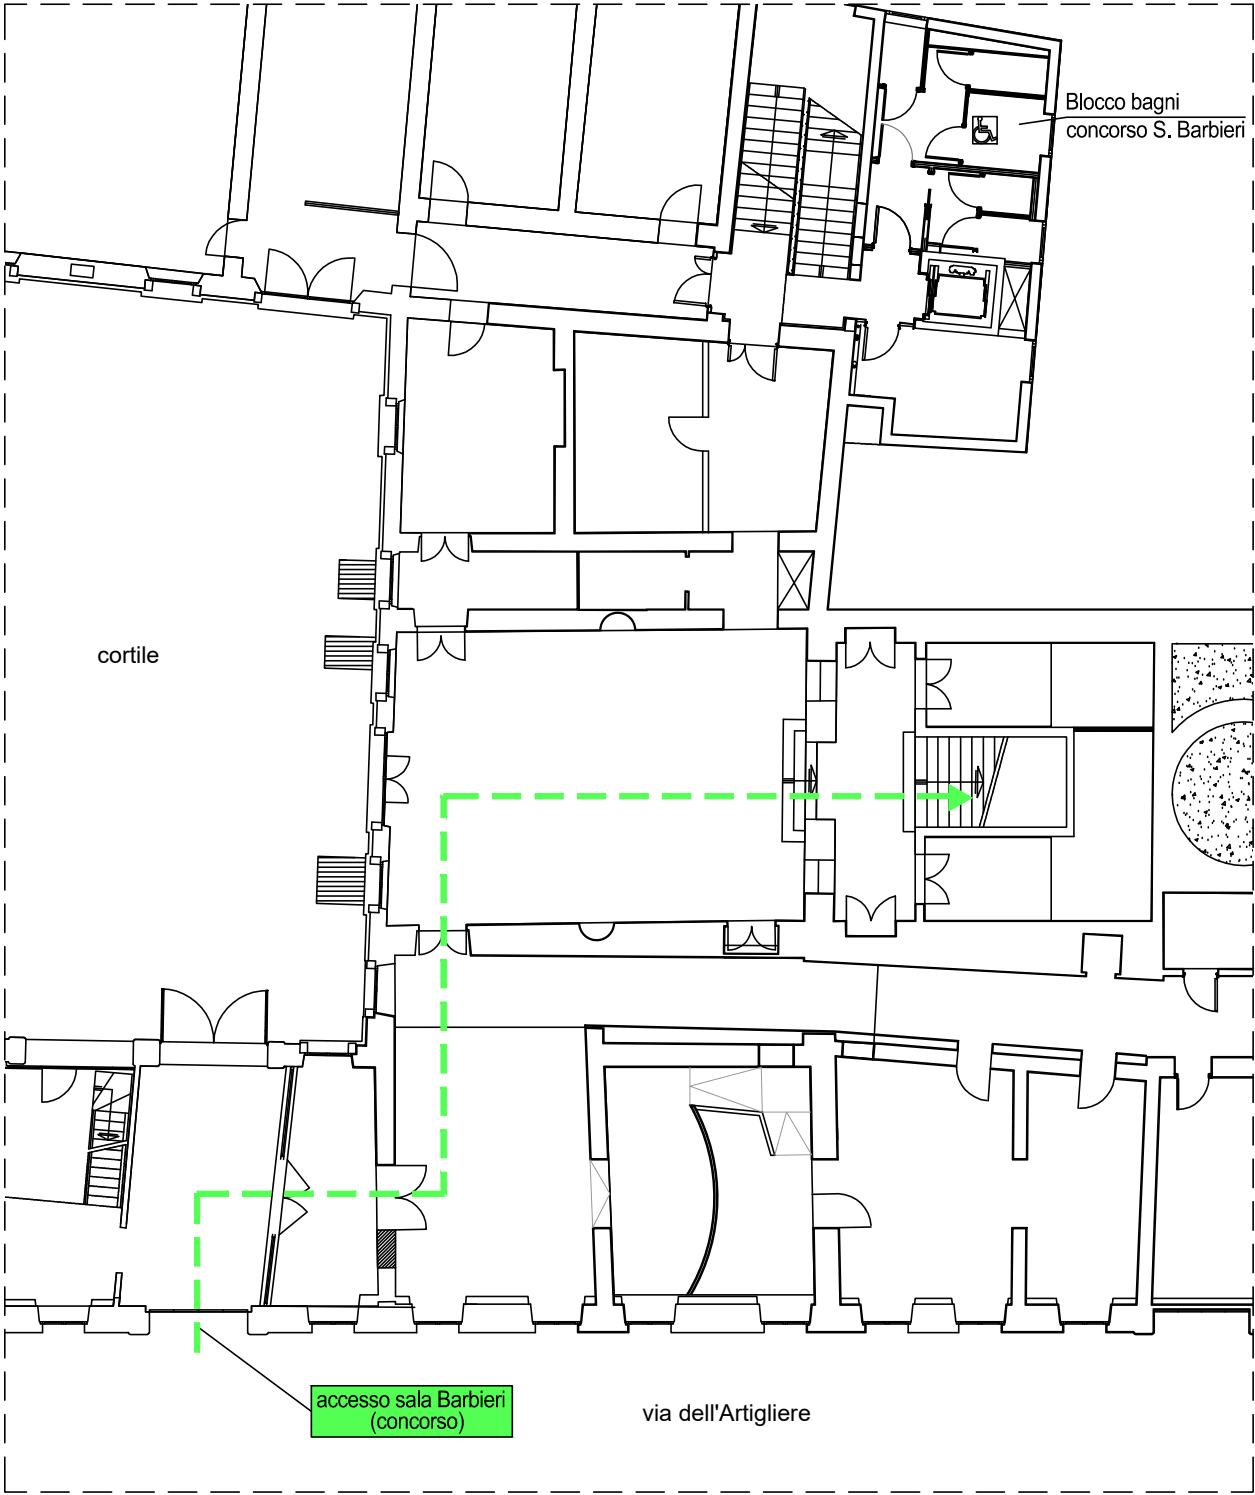 Blocco bagni
concorso S. Barbieri
cortile
accesso sala Barbieri
(concorso)
via dell'Artigliere